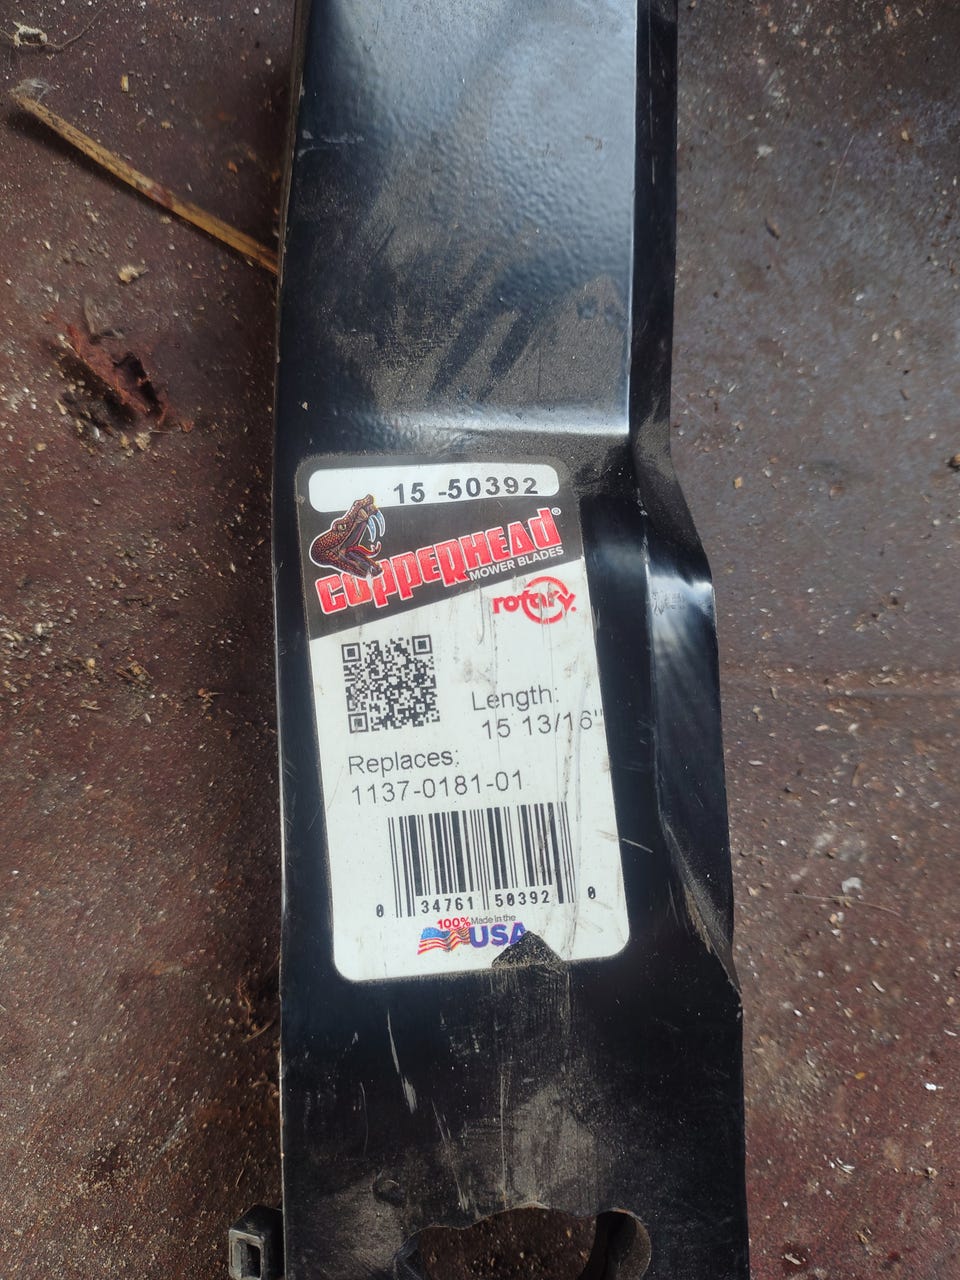 15 -50392
COPPERHEAD®
MOWER BLADES
rotary.
Length:
15 13/16"
Replaces:
1137-0181-01
0 34761 50392 0
100% Made in the
USA